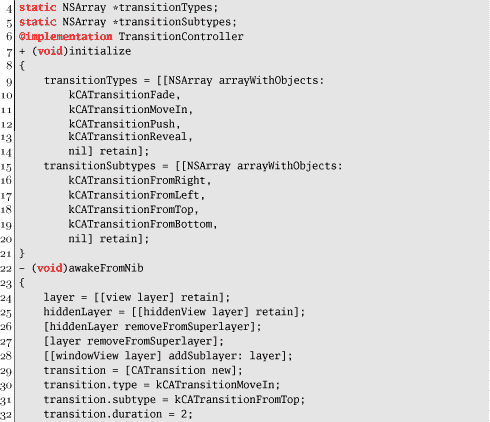 4 static NSArray *transitionTypes;
5 static NSArray *transitionSubtypes;
6 @implementation TransitionController
7 + (void)initialize
8 {
9     transitionTypes = [[NSArray arrayWithObjects:
10         kCATransitionFade,
11         kCATransitionMoveIn,
12         kCATransitionPush,
13         kCATransitionReveal,
14         nil] retain];
15     transitionSubtypes = [[NSArray arrayWithObjects:
16         kCATransitionFromRight,
17         kCATransitionFromLeft,
18         kCATransitionFromTop,
19         kCATransitionFromBottom,
20         nil] retain];
21 }
22 - (void)awakeFromNib
23 {
24     layer = [[view layer] retain];
25     hiddenLayer = [[hiddenView layer] retain];
26     [hiddenLayer removeFromSuperlayer];
27     [layer removeFromSuperlayer];
28     [[windowView layer] addSublayer: layer];
29     transition = [CATransition new];
30     transition.type = kCATransitionMoveIn;
31     transition.subtype = kCATransitionFromTop;
32     transition.duration = 2;